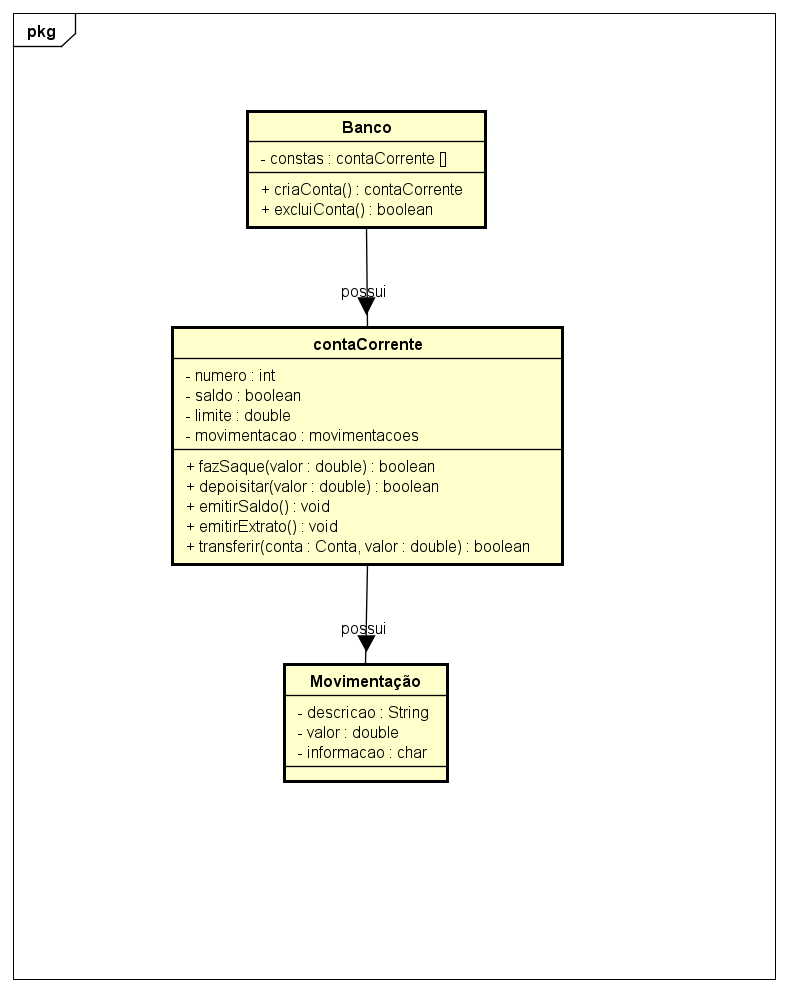 pkg
Banco
- constas : contaCorrente []
+ criaConta() : contaCorrente
+ excluiConta() : boolean
possui
contaCorrente
- numero : int
- saldo : boolean
- limite : double
- movimentacao : movimentacoes
+ fazSaque(valor : double) : boolean
+ depoisitar(valor : double) : boolean
+ emitirSaldo() : void
+ emitirExtrato() : void
+ transferir(conta : Conta, valor : double) : boolean
possui
Movimentação
- descricao : String
- valor : double
- informacao : char